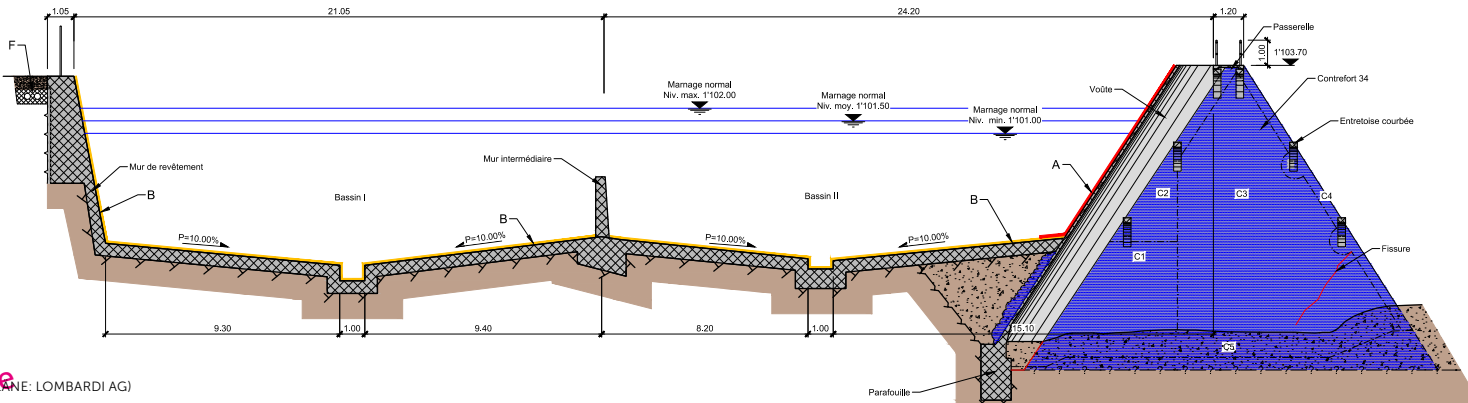 1.05
21.05
24.20
1.20
Passerelle
F
1.00
1'103.70
Marnage normal
Niv. max. 1'102.00
Marnage normal
Niv. moy. 1'101.50
Marnage normal
Niv. min. 1'101.00
Voûte
Contrefort 34
Entretoise courbée
Mur de revêtement
Mur intermédiaire
A
B
Bassin I
Bassin II
B
B
C2
C3
C4
P=10.00%
P=10.00%
P=10.00%
P=10.00%
C1
Fissure
9.30
1.00
9.40
8.20
1.00
15.10
C5
Parafouille
ANE: LOMBARDI AG)